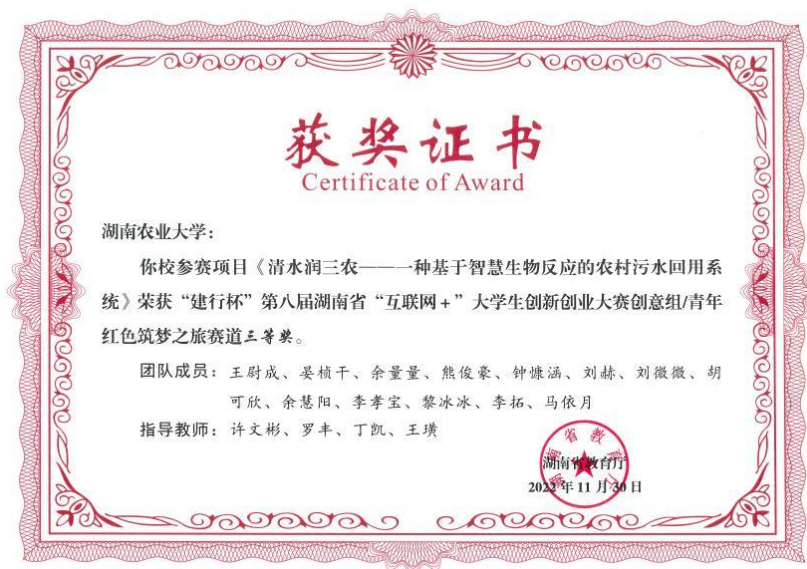 获奖证书
Certificate of Award
湖南农业大学：
你校参赛项目《清水润三农——一种基于智慧生物反应的农村污水回用系
统》荣获“建行杯”第八届湖南省“互联网+”大学生创新创业大赛创意组/青年
红色筑梦之旅赛道三等奖。
团队成员：王尉成、晏桢干、余量量、熊俊豪、钟慊涵、刘赫、刘微微、胡
可欣、余慧阳、李孝宝、黎冰冰、李拓、马依月
指导教师：许文彬、罗丰、丁凯、王璜
湖南省教育厅
湖南省教育厅
2022年11月30日